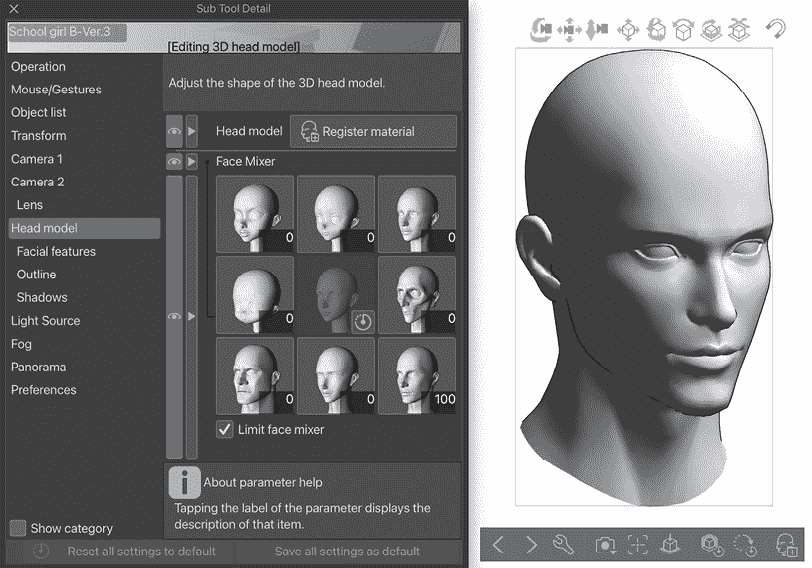 Sub Tool Detail
School girl B-Ver.3
[Editing 3D head model]
Operation
Mouse/Gestures
Object list
Transform
Camera 1
Camera 2
Lens
Head model
Facial features
Outline
Shadows
Light Source
Fog
Panorama
Preferences
Show category
Adjust the shape of the 3D head model.
Head model
Register material
Face Mixer
0
0
0
0
0
0
0
100
Limit face mixer
About parameter help
Tapping the label of the parameter displays the
description of that item.
Reset all settings to default
Save all settings as default